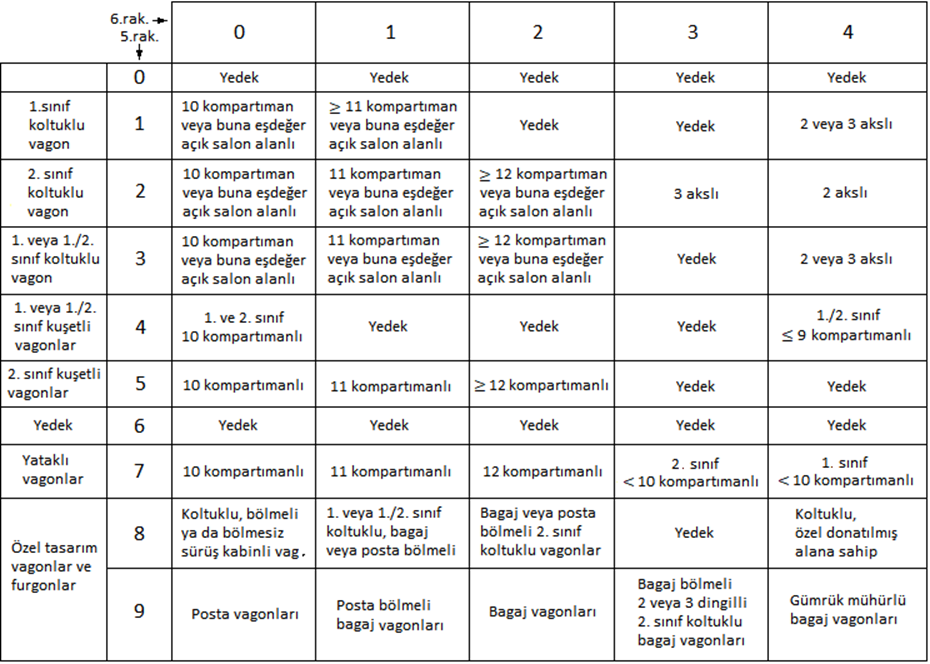 6.rak.
5.rak.
0
1
2
3
4
0
Yedek
Yedek
Yedek
Yedek
Yedek
1.sınıf
koltuklu
vagon
1
10 kompartıman
veya buna eşdeğer
açık salon alanlı
≥ 11 kompartıman
veya buna eşdeğer
açık salon alanlı
Yedek
Yedek
2 veya 3 akslı
2. sınıf
koltuklu
vagon
2
10 kompartıman
veya buna eşdeğer
açık salon alanlı
11 kompartıman
veya buna eşdeğer
açık salon alanlı
≥ 12 kompartıman
veya buna eşdeğer
açık salon alanlı
3 akslı
2 akslı
1. veya 1./2.
sınıf koltuklu
vagon
3
10 kompartıman
veya buna eşdeğer
açık salon alanlı
11 kompartıman
veya buna eşdeğer
açık salon alanlı
≥ 12 kompartıman
veya buna eşdeğer
açık salon alanlı
Yedek
2 veya 3 akslı
1. veya 1./2.
sınıf kuşetli
vagonlar
4
1. ve 2. sınıf
10 kompartımanlı
Yedek
Yedek
Yedek
1./2. sınıf
≤ 9 kompartımanlı
2. sınıf kuşetli
vagonlar
5
10 kompartımanlı
11 kompartımanlı
≥ 12 kompartımanlı
Yedek
Yedek
Yedek
6
Yedek
Yedek
Yedek
Yedek
Yedek
Yataklı
vagonlar
7
10 kompartımanlı
11 kompartımanlı
12 kompartımanlı
2. sınıf
< 10 kompartımanlı
1. sınıf
< 10 kompartımanlı
Özel tasarım
vagonlar ve
furgonlar
8
Koltuklu, bölmeli
ya da bölmesiz
sürüş kabinli vag.
1. veya 1./2. sınıf
koltuklu, bagaj
veya posta bölmeli
Bagaj veya posta
bölmeli 2. sınıf
koltuklu vagonlar
Yedek
Koltuklu,
özel donatılmış
alana sahip
9
Posta vagonları
Posta bölmeli
bagaj vagonları
Bagaj vagonları
Bagaj bölmeli
2 veya 3 dingilli
2. sınıf koltuklu
bagaj vagonları
Gümrük mühürlü
bagaj vagonları